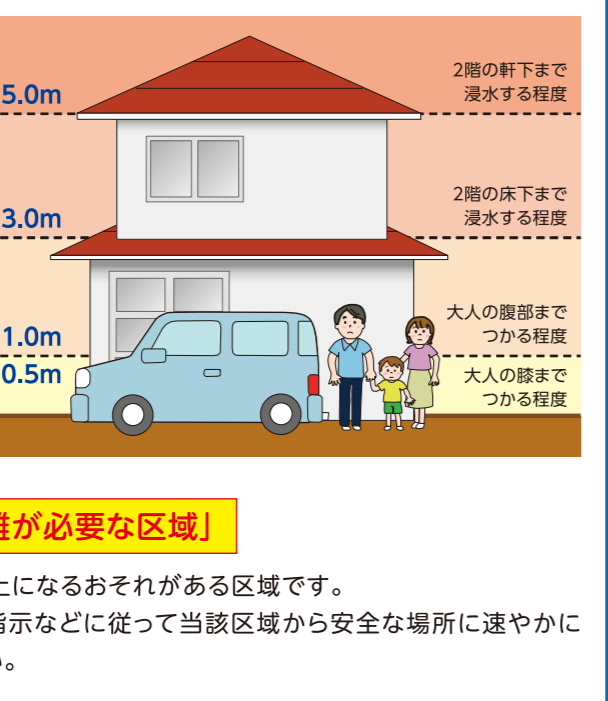 5.0m
2階の軒下まで
浸水する程度
3.0m
2階の床下まで
浸水する程度
1.0m
大人の腹部まで
つかる程度
0.5m
大人の膝まで
つかる程度
が必要な区域」
上になるおそれがある区域です。
指示などに従って当該区域から安全な場所に速やかに
い。